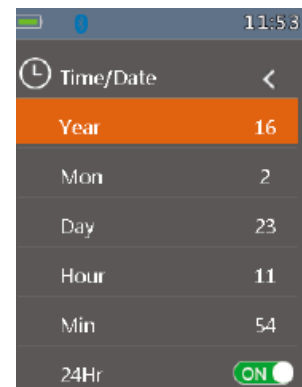 11:53
Time/Date <
Year 16
Mon 2
Day 23
Hour 11
Min 54
24Hr ON